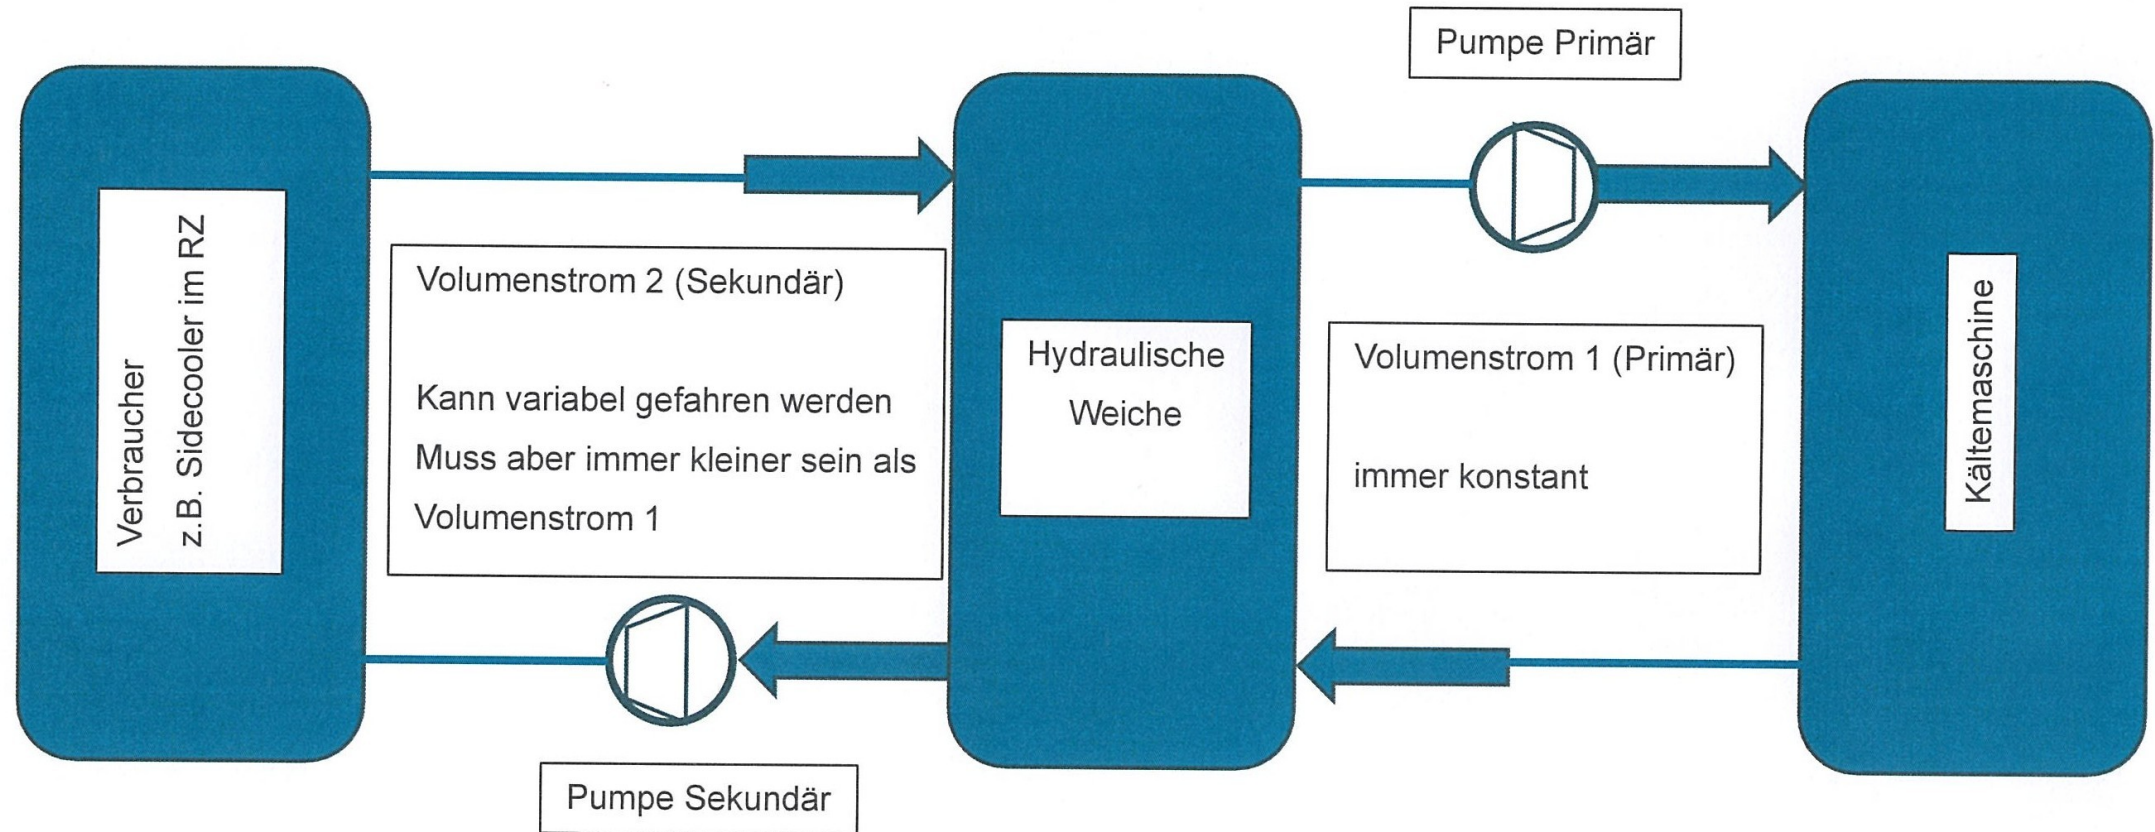 Pumpe Primär
Verbraucher
z.B. Sidecooler im RZ
Volumenstrom 2 (Sekundär)
Kann variabel gefahren werden
Muss aber immer kleiner sein als
Volumenstrom 1
Hydraulische
Weiche
Volumenstrom 1 (Primär)
immer konstant
Kältemaschine
Pumpe Sekundär